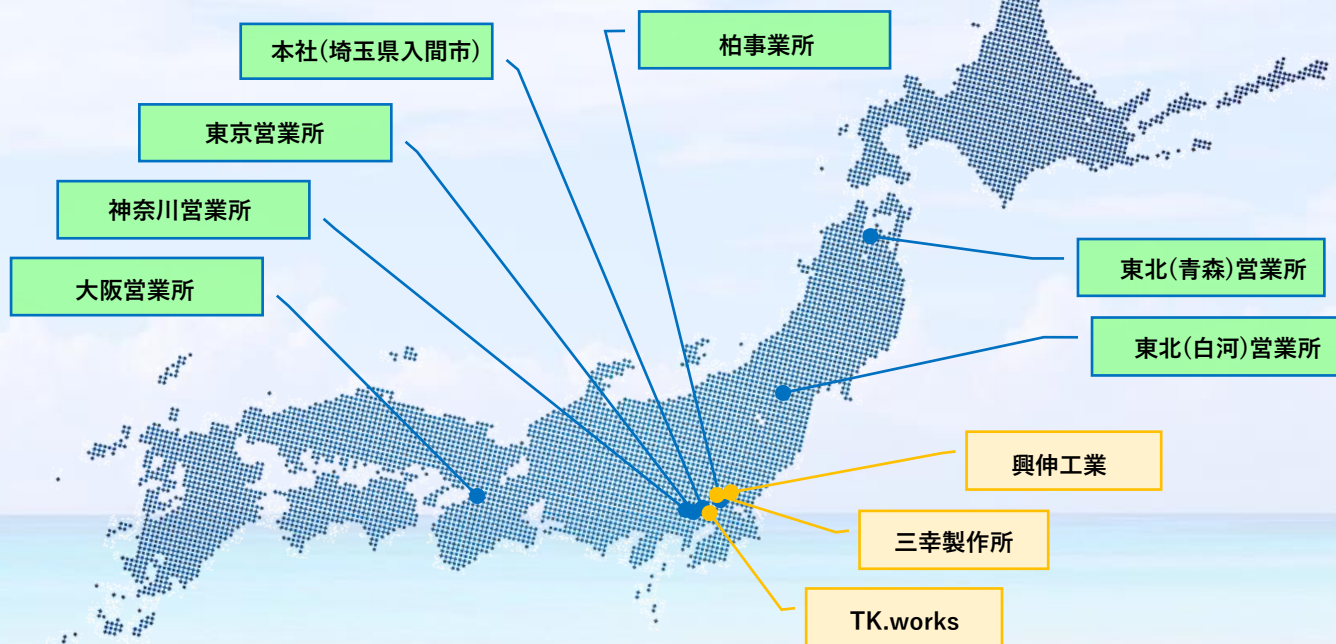 本社(埼玉県入間市)
柏事業所
東京営業所
神奈川営業所
大阪営業所
東北(青森)営業所
東北(白河)営業所
興伸工業
三幸製作所
TK.works